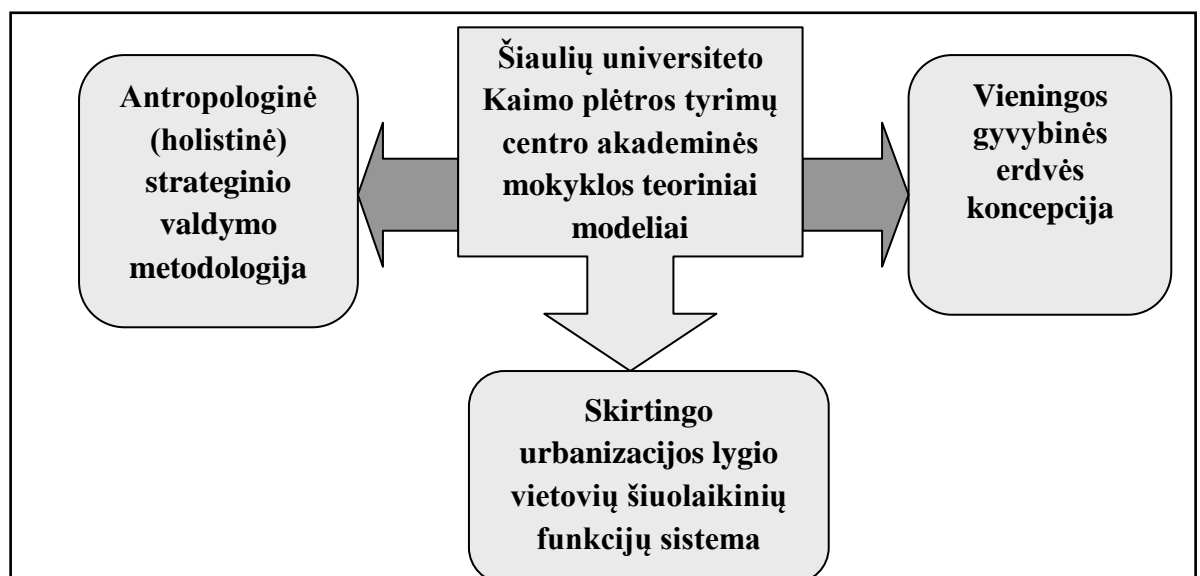 Šiaulių universiteto
Kaimo plėtros tyrimų
centro akademinės
mokyklos teoriniai
modeliai
Antropologinė
(holistinė)
strateginio
valdymo
metodologija
Vieningos
gyvybinės
erdvės
koncepcija
Skirtingo
urbanizacijos lygio
vietovių šiuolaikinių
funkcijų sistema